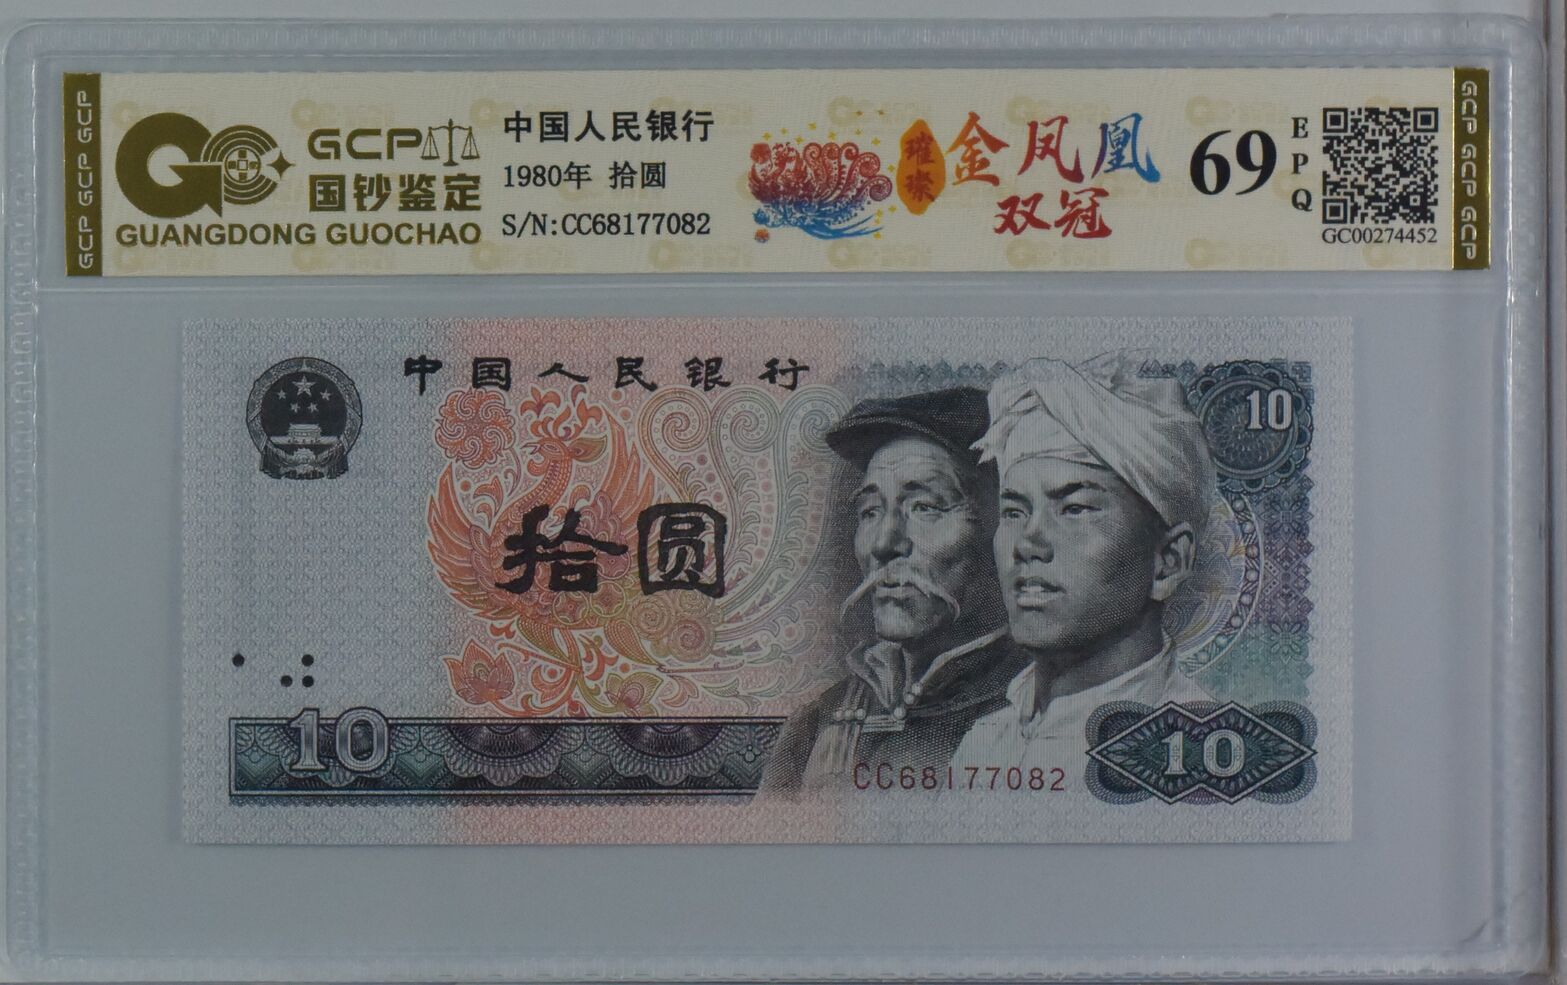 GCP GCP GCP
GCP
国钞鉴定
GUANGDONG GUOCHAO
中国人民银行
1980年 拾圆
S/N:CC68177082
璀璨
金凤凰
双冠
69
EPQ
GC00274452
GCP GCP GCP
中国人民银行
10
拾圆
10
CC68177082
10